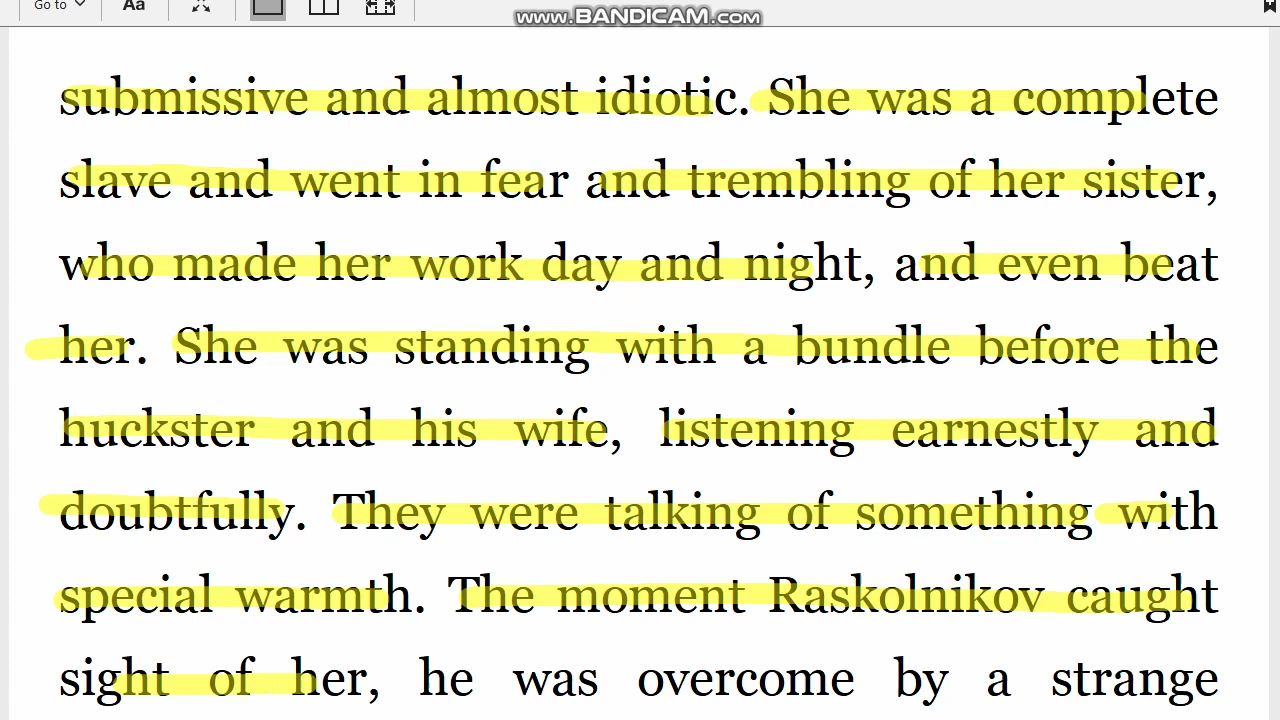 Go to
Aa
www.BANDICAM.com
submissive and almost idiotic. She was a complete
slave and went in fear and trembling of her sister,
who made her work day and night, and even beat
her. She was standing with a bundle before the
huckster and his wife, listening earnestly and
doubtfully. They were talking of something with
special warmth. The moment Raskolnikov caught
sight of her, he was overcome by a strange